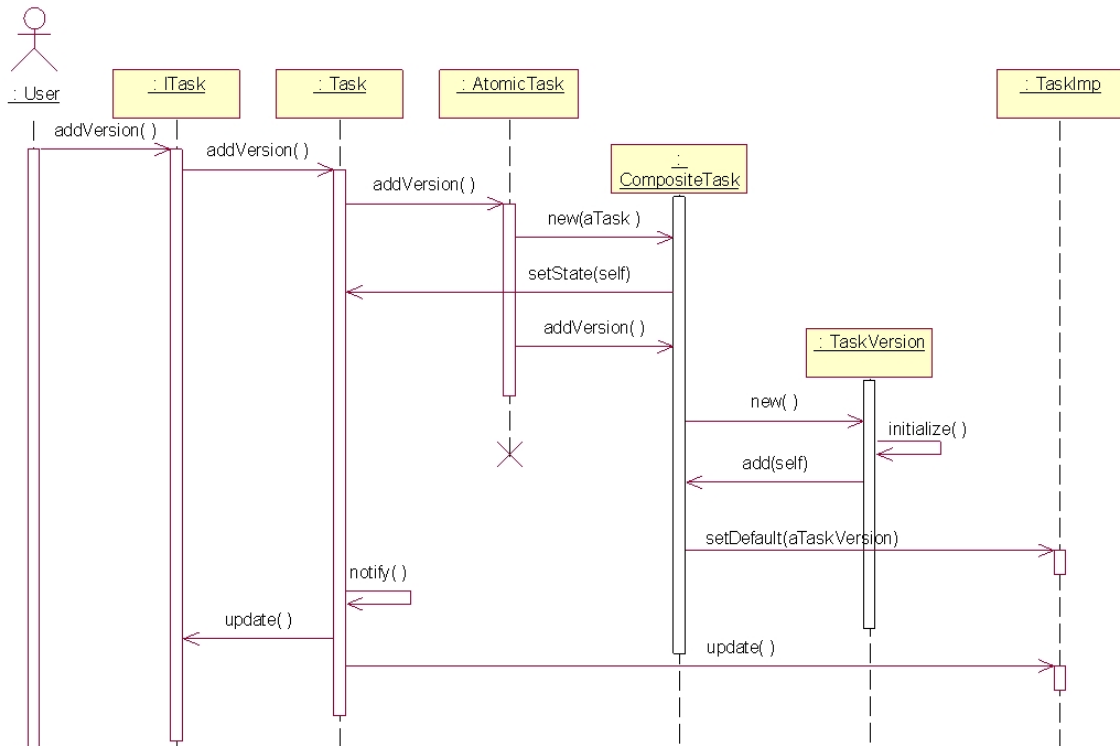 : User
: ITask
: Task
: AtomicTask
: TaskImp
addVersion( )
addVersion( )
addVersion( )
:
CompositeTask
new(aTask )
setState(self)
addVersion( )
: TaskVersion
new( )
initialize( )
add(self)
setDefault(aTaskVersion)
notify( )
update( )
update( )